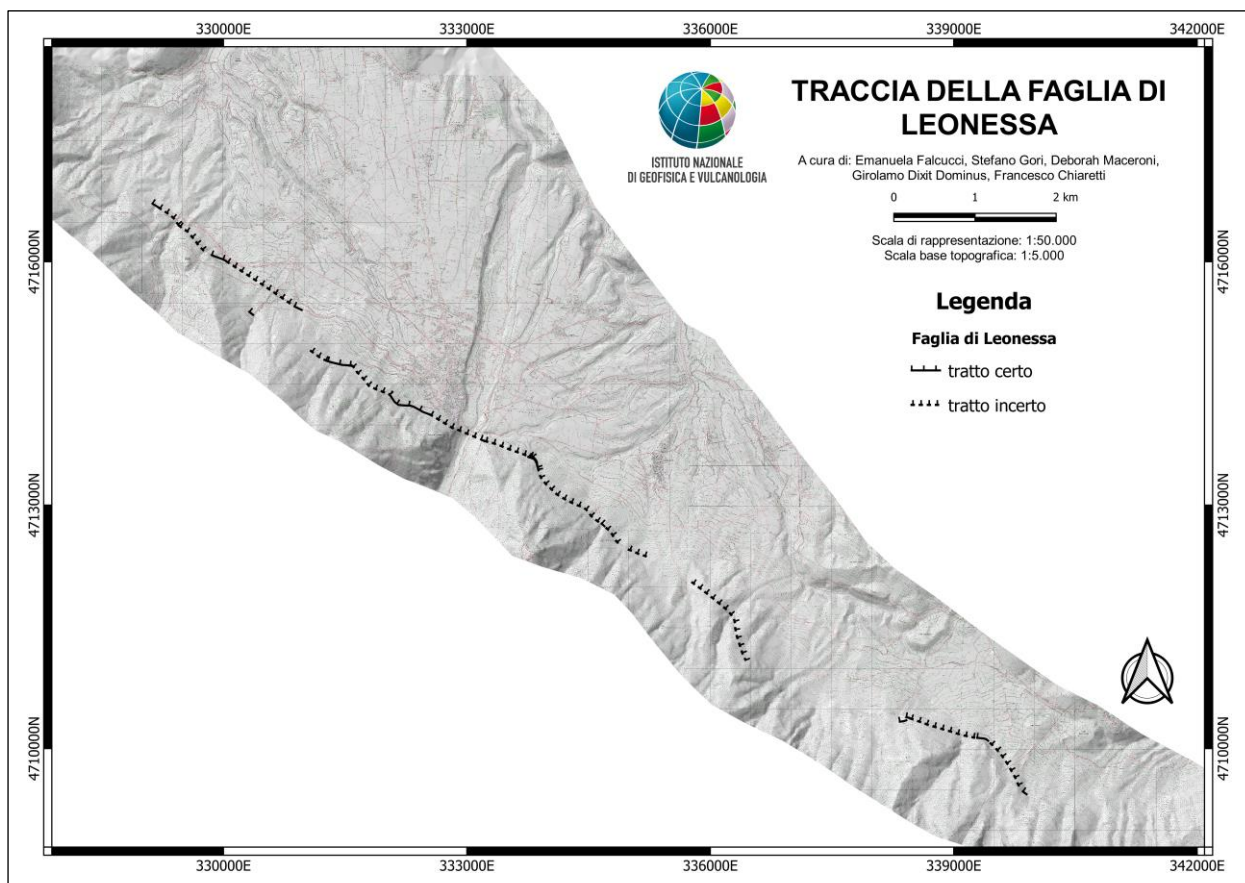 330000E 333000E 336000E 339000E 342000E
TRACCIA DELLA FAGLIA DI
LEONESSA
ISTITUTO NAZIONALE
DI GEOFISICA E VULCANOLOGIA
A cura di: Emanuela Falcucci, Stefano Gori, Deborah Maceroni,
Girolamo Dixit Dominus, Francesco Chiaretti
0 1 2 km
Scala di rappresentazione: 1:50.000
Scala base topografica: 1:5.000
4716000N 4716000N
Legenda
Faglia di Leonessa
tratto certo
tratto incerto
4713000N 4713000N
4710000N 4710000N
330000E 333000E 336000E 339000E 342000E